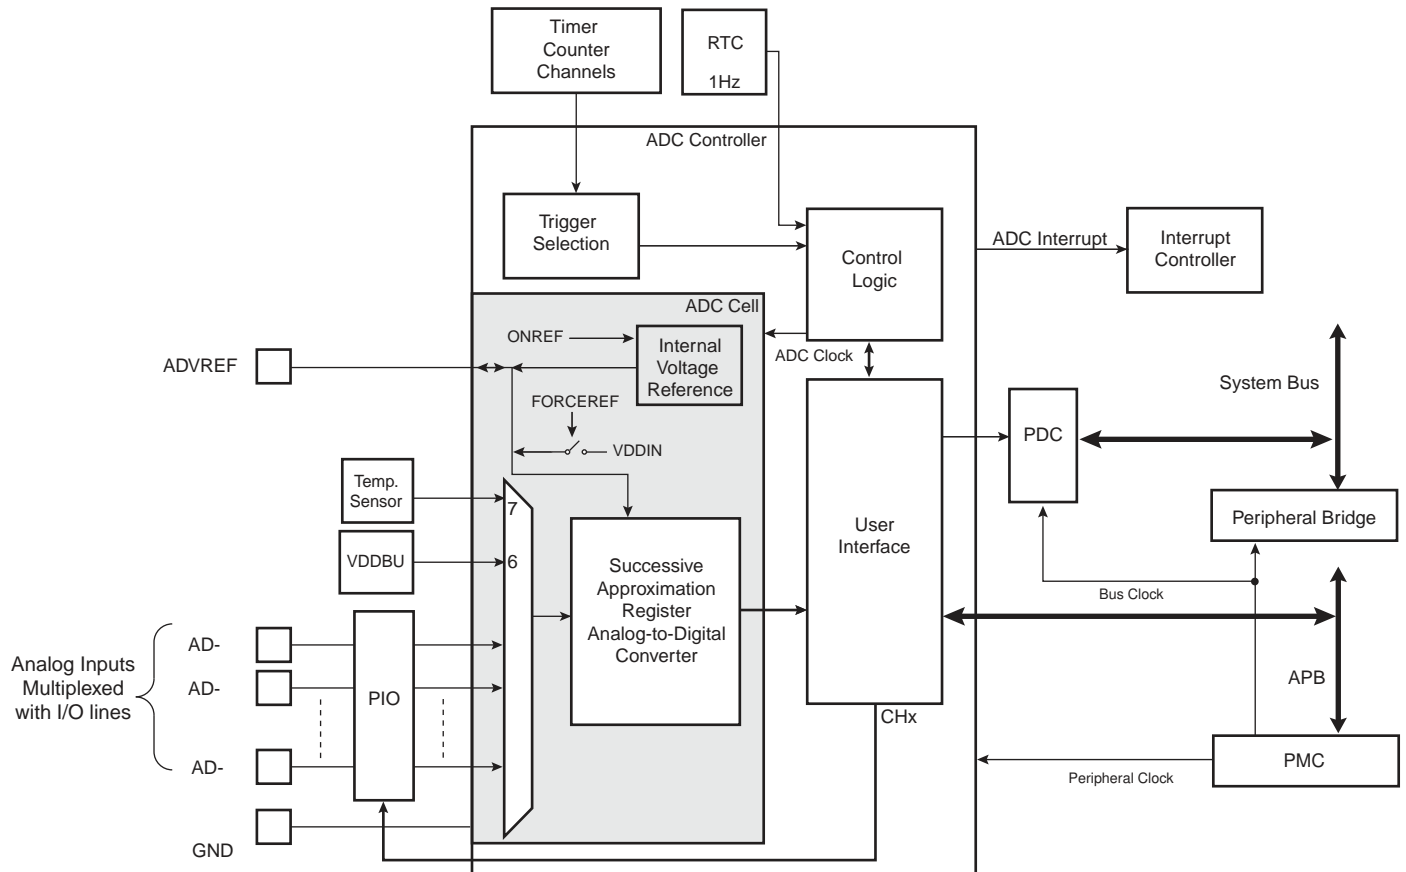 Timer
Counter
Channels
RTC
1Hz
ADC Controller
Trigger
Selection
Control
Logic
ADC Interrupt
Interrupt
Controller
ADC Cell
ONREF
Internal
Voltage
Reference
ADC Clock
ADVREF
FORCEREF
VDDIN
System Bus
PDC
Temp.
Sensor
7
VDDBU
6
User
Interface
Peripheral Bridge
Successive
Approximation
Register
Analog-to-Digital
Converter
Bus Clock
Analog Inputs
Multiplexed
with I/O lines
AD-
AD-
AD-
PIO
APB
CHx
PMC
Peripheral Clock
GND